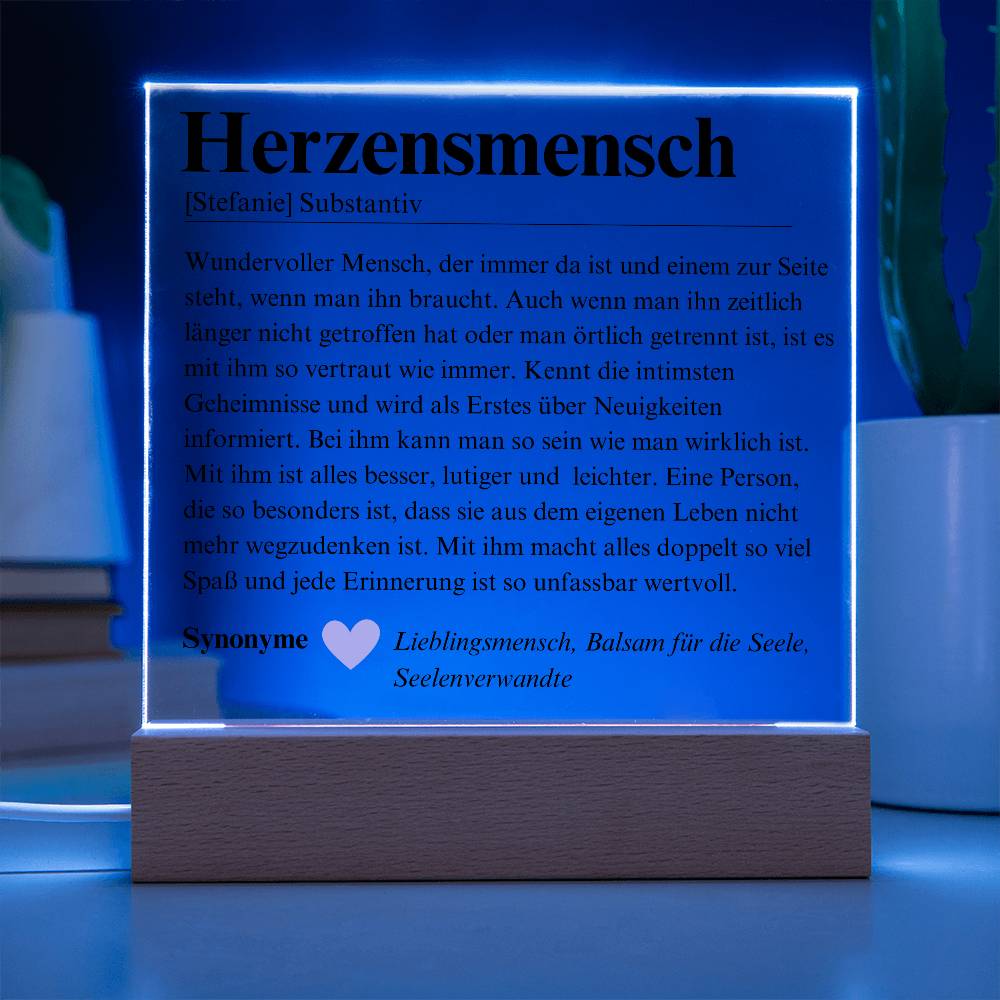 Herzensmensch
[Stefanie] Substantiv
Wundervoller Mensch, der immer da ist und einem zur Seite
steht, wenn man ihn braucht. Auch wenn man ihn zeitlich
länger nicht getroffen hat oder man örtlich getrennt ist, ist es
mit ihm so vertraut wie immer. Kennt die intimsten
Geheimnisse und wird als Erstes über Neuigkeiten
informiert. Bei ihm kann man so sein wie man wirklich ist.
Mit ihm ist alles besser, lutiger und leichter. Eine Person,
die so besonders ist, dass sie aus dem eigenen Leben nicht
mehr wegzudenken ist. Mit ihm macht alles doppelt so viel
Spaß und jede Erinnerung ist so unfassbar wertvoll.
Synonyme Lieblingsmensch, Balsam für die Seele,
Seelenverwandte